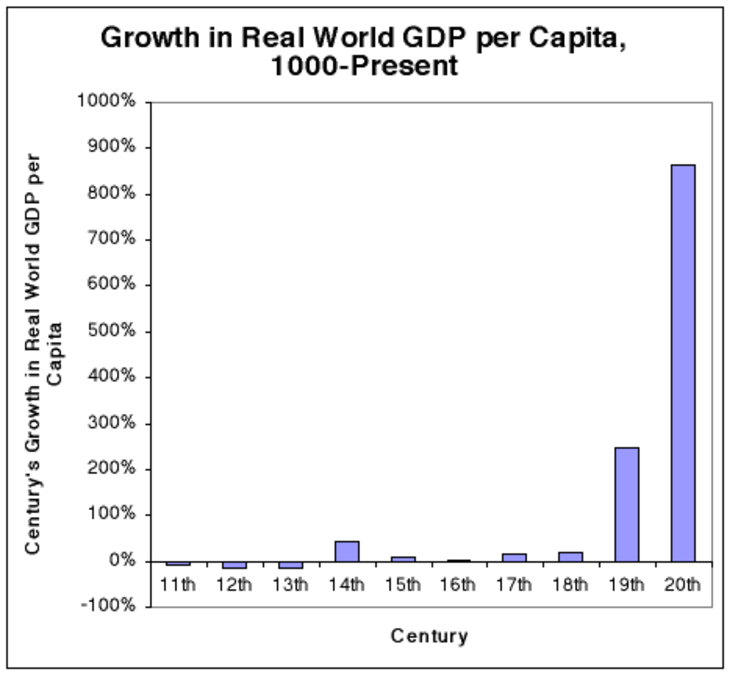 Growth in Real World GDP per Capita,
1000-Present
1000%
900%
800%
700%
600%
500%
400%
300%
200%
100%
0%
-100%
Century's Growth in Real World GDP per
Capita
11th 12th 13th 14th 15th 16th 17th 18th 19th 20th
Century